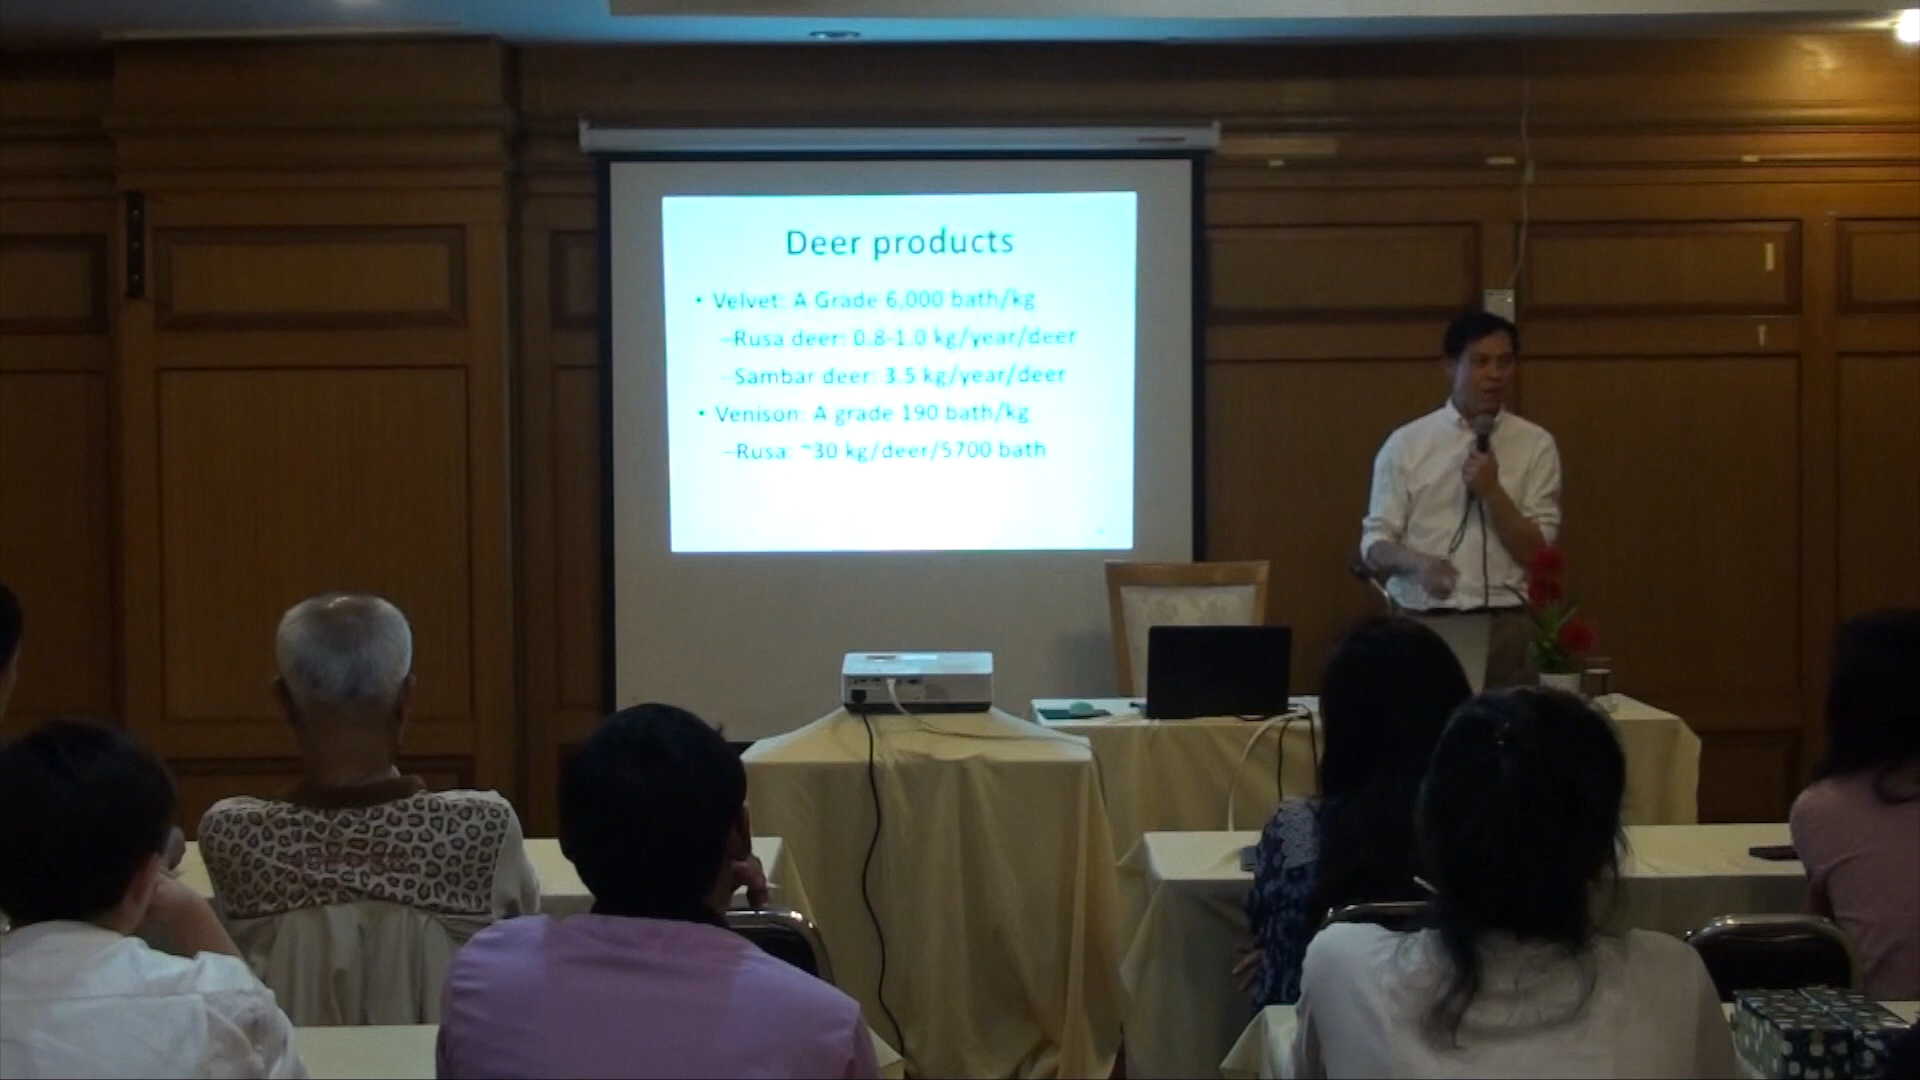 Deer products
• Velvet: A Grade 6,000 bath/kg
–Rusa deer: 0.8-1.0 kg/year/deer
–Sambar deer: 3.5 kg/year/deer
• Venison: A grade 190 bath/kg
–Rusa: ~30 kg/deer/5700 bath